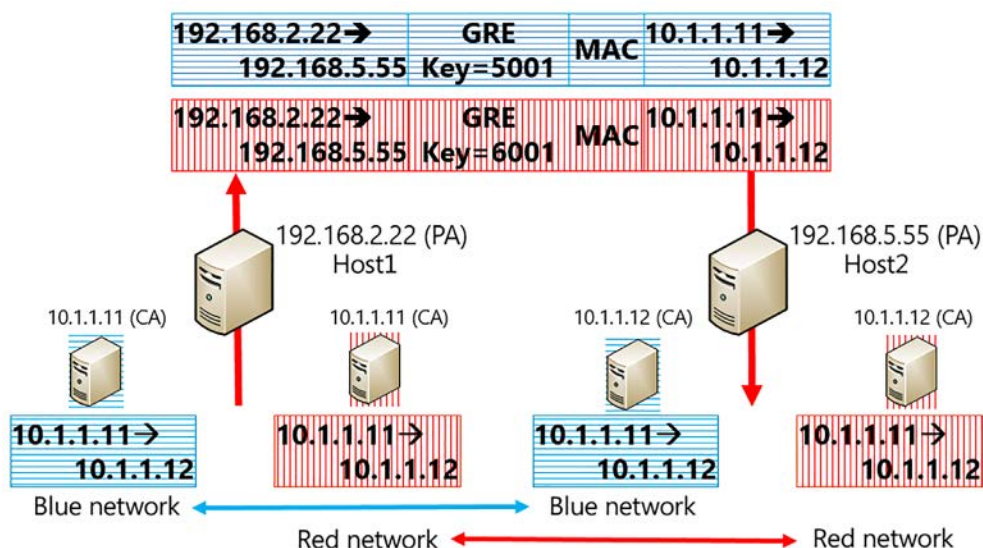 192.168.2.22➔ GRE MAC 10.1.1.11➔
192.168.5.55 Key=5001 10.1.1.12
192.168.2.22➔ GRE MAC 10.1.1.11➔
192.168.5.55 Key=6001 10.1.1.12
192.168.2.22 (PA)
Host1
192.168.5.55 (PA)
Host2
10.1.1.11 (CA)
10.1.1.11 (CA)
10.1.1.12 (CA)
10.1.1.12 (CA)
10.1.1.11→
10.1.1.12
10.1.1.11→
10.1.1.12
10.1.1.11→
10.1.1.12
10.1.1.11→
10.1.1.12
Blue network
Blue network
Red network
Red network